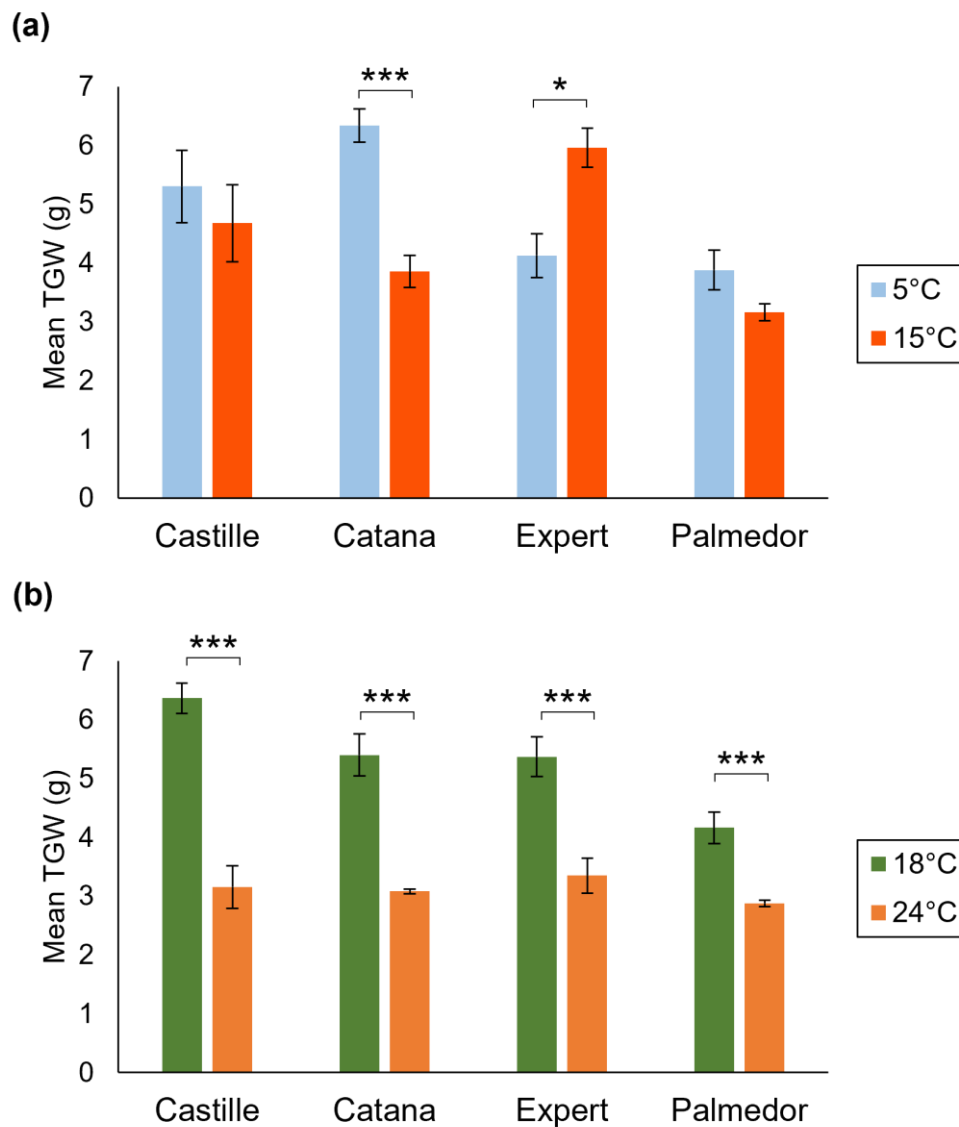 (a)
Mean TGW (g)
7
6
5
4
3
2
1
0
***
*
Castille Catana Expert Palmedor
5°C
15°C
(b)
Mean TGW (g)
7
6
5
4
3
2
1
0
***
***
***
***
Castille Catana Expert Palmedor
18°C
24°C